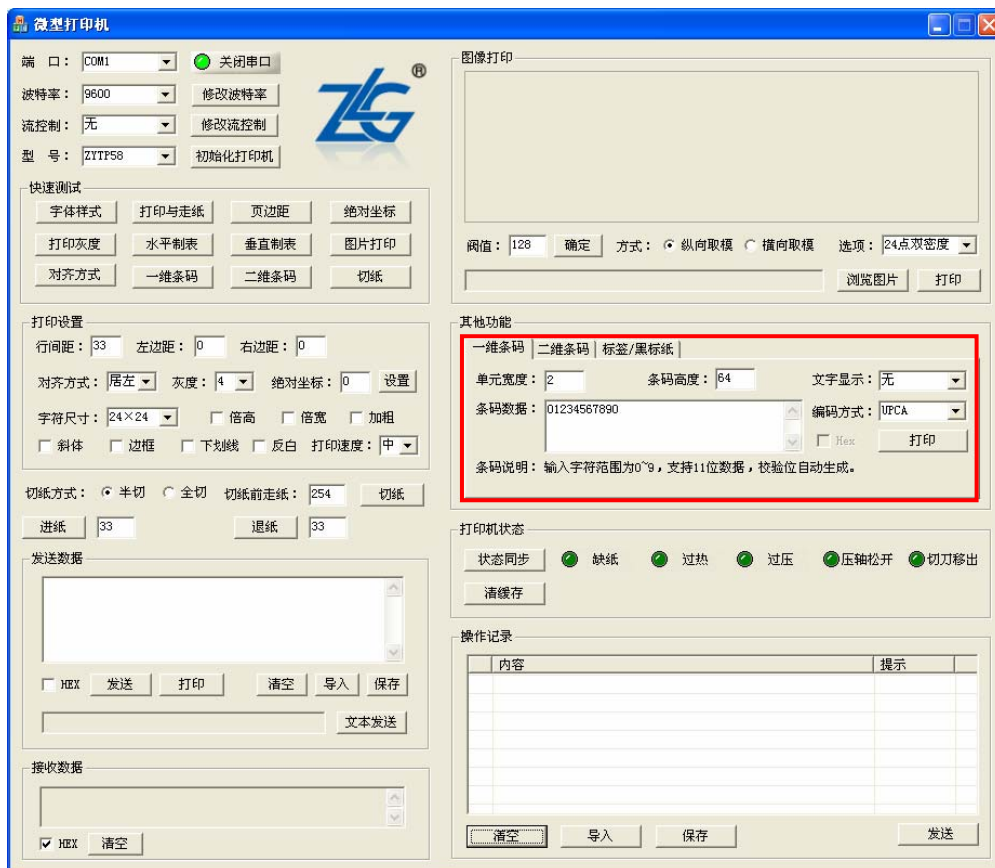 微型打印机
端 口： COM1 关闭串口
波特率： 9600 修改波特率
流控制： 无 修改流控制
型 号： ZYTP58 初始化打印机
ZLG ®
快速测试
字体样式 打印与走纸 页边距 绝对坐标
打印灰度 水平制表 垂直制表 图片打印
对齐方式 一维条码 二维条码 切纸
打印设置
行间距： 33 左边距： 0 右边距： 0
对齐方式： 居左 灰度： 4 绝对坐标： 0 设置
字符尺寸： 24×24 倍高 倍宽 加粗
斜体 边框 下划线 反白 打印速度： 中
切纸方式： 半切 全切 切纸前走纸： 254 切纸
进纸 33 退纸 33
发送数据
HEX 发送 打印 清空 导入 保存
文本发送
接收数据
HEX 清空
图像打印
阀值： 128 确定 方式： 纵向取模 横向取模 选项： 24点双密度
浏览图片 打印
其他功能
一维条码 二维条码 标签/黑标纸
单元宽度： 2 条码高度： 64 文字显示： 无
条码数据： 01234567890 编码方式： UPCA
Hex 打印
条码说明：输入字符范围为0~9，支持11位数据，校验位自动生成。
打印机状态
状态同步 缺纸 过热 过压 压轴松开 切刀移出
清缓存
操作记录
内容 提示
清空 导入 保存 发送